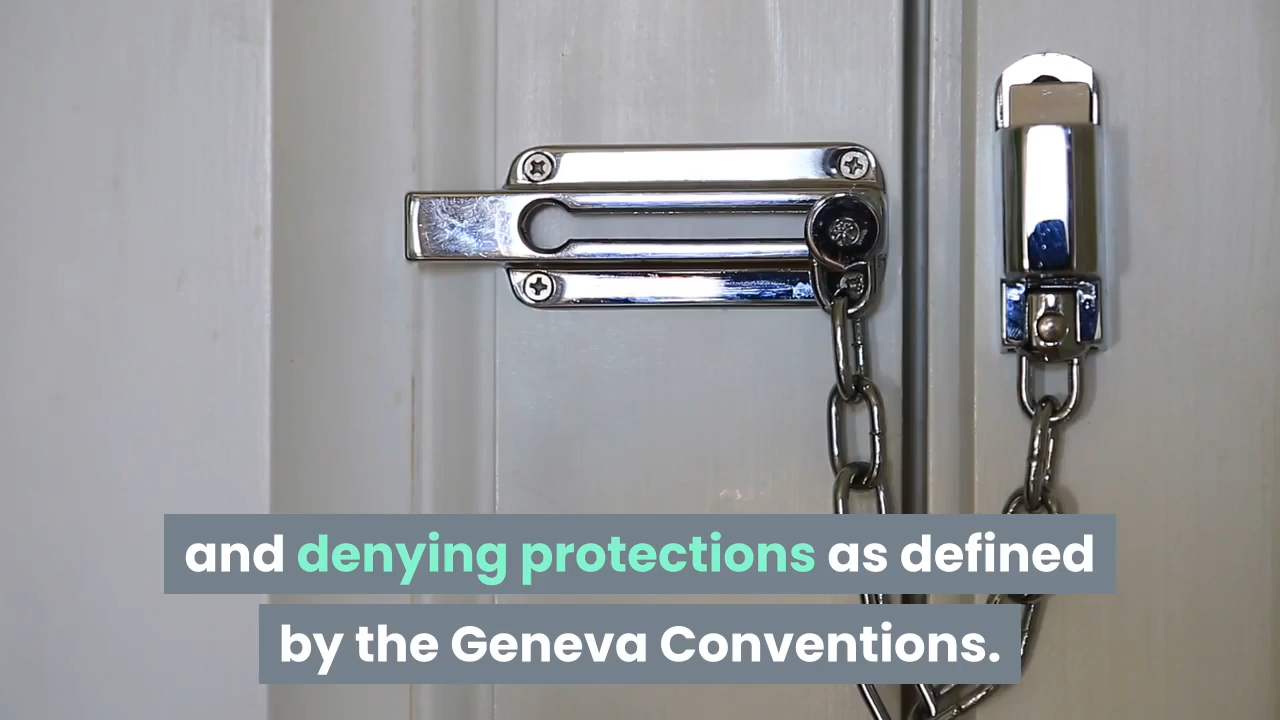 and denying protections as defined
by the Geneva Conventions.